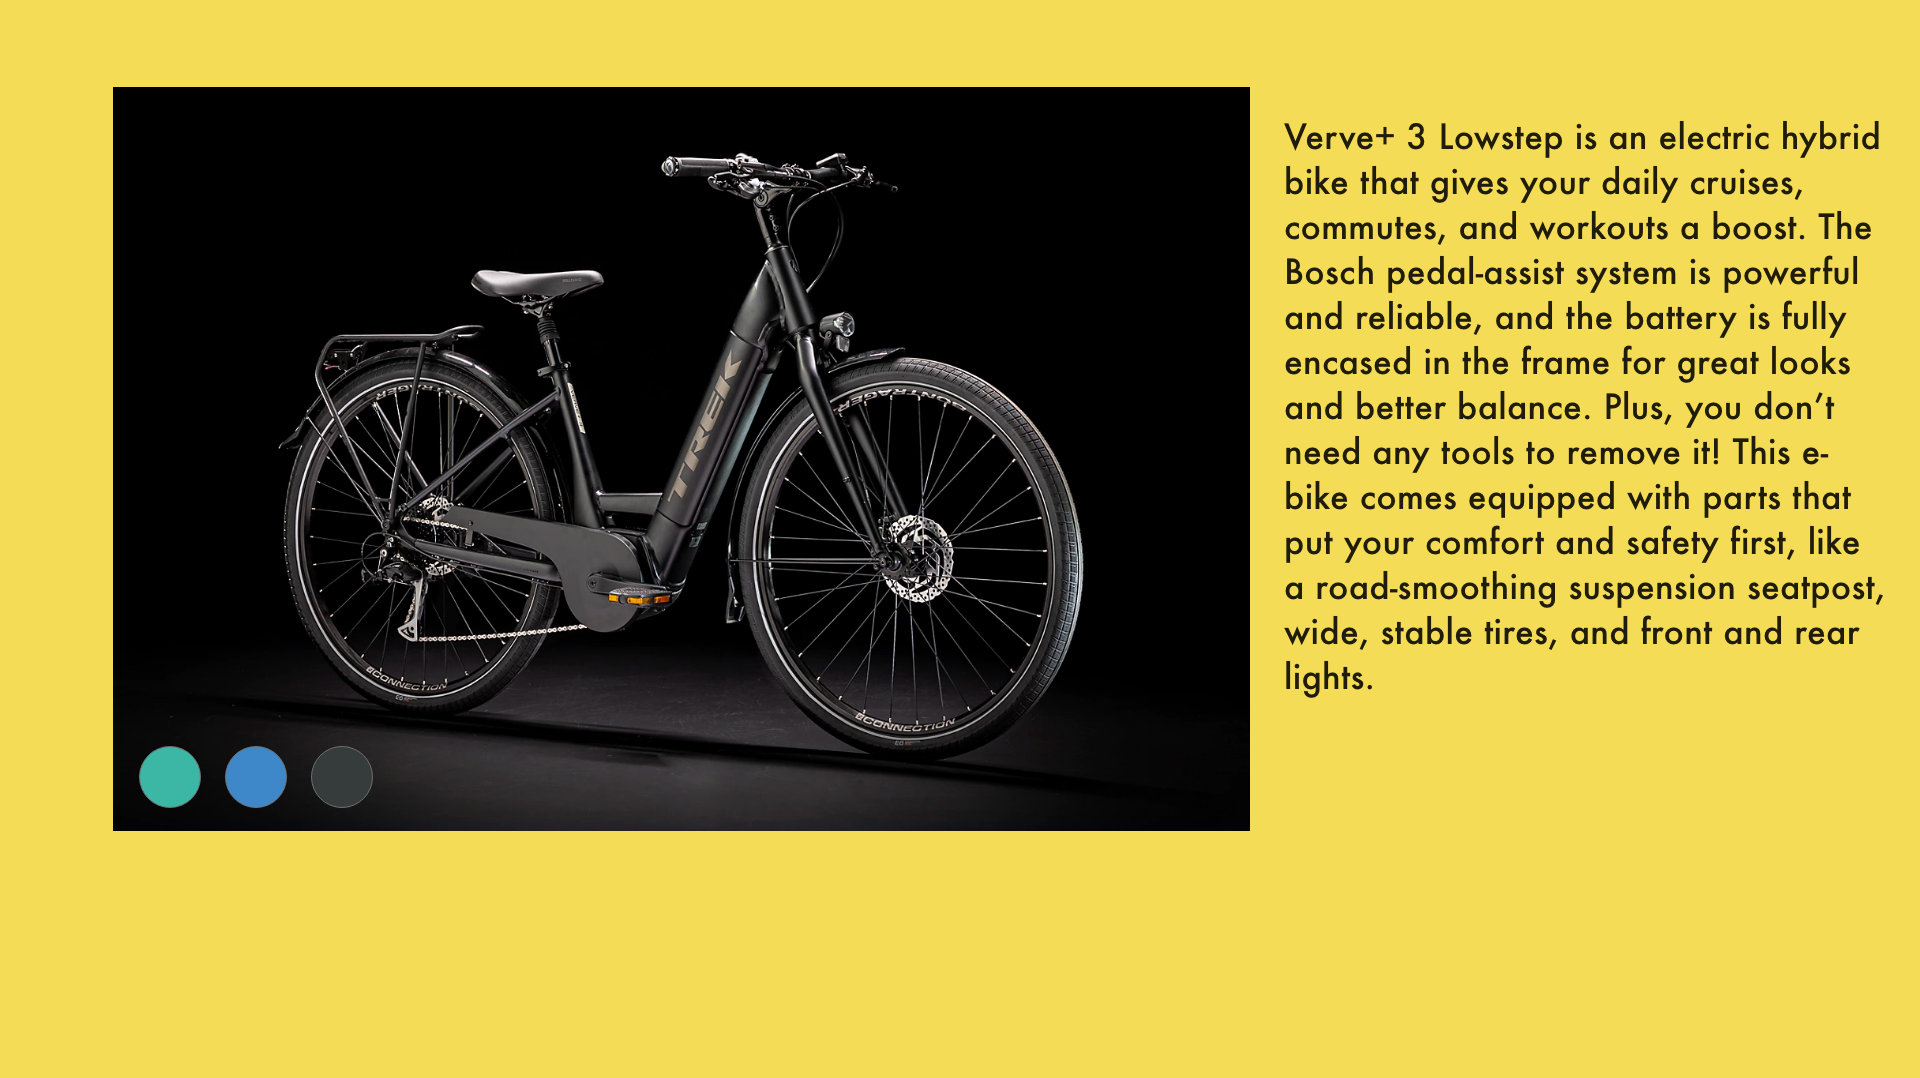 Verve+ 3 Lowstep is an electric hybrid
bike that gives your daily cruises,
commutes, and workouts a boost. The
Bosch pedal-assist system is powerful
and reliable, and the battery is fully
encased in the frame for great looks
and better balance. Plus, you don’t
need any tools to remove it! This e-
bike comes equipped with parts that
put your comfort and safety first, like
a road-smoothing suspension seatpost,
wide, stable tires, and front and rear
lights.
TREK
BONTRAGER
BONTRAGER
CONNECTION
CONNECTION